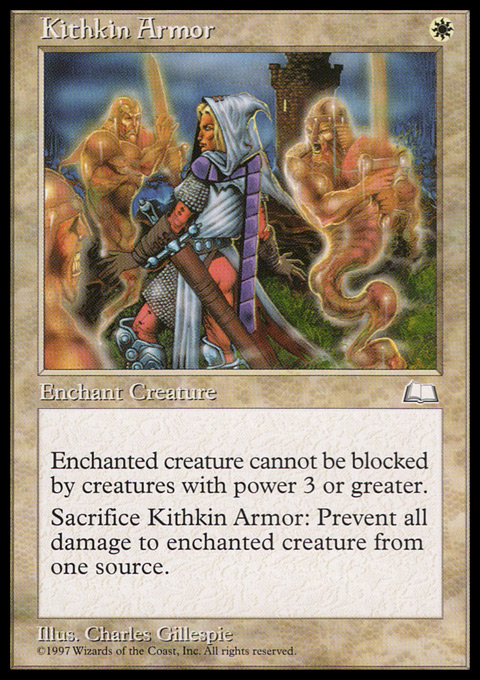 Kithkin Armor
Enchant Creature
Enchanted creature cannot be blocked
by creatures with power 3 or greater.
Sacrifice Kithkin Armor: Prevent all
damage to enchanted creature from
one source.
Illus. Charles Gillespie
©1997 Wizards of the Coast, Inc. All rights reserved.